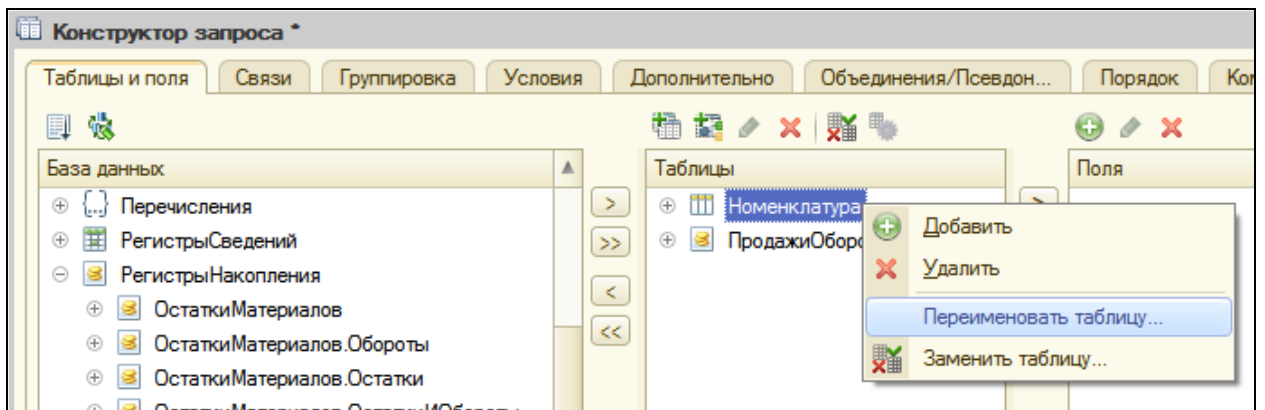 Конструктор запроса *
Таблицы и поля Связи Группировка Условия Дополнительно Объединения/Псевдон... Порядок
База данных Таблицы Поля
Перечисления > Номенклатура >
РегистрыСведений >> ПродажиОборо
РегистрыНакопления <
ОстаткиМатериалов <<
ОстаткиМатериалов.Обороты
ОстаткиМатериалов.Остатки
Добавить
Удалить
Переименовать таблицу...
Заменить таблицу...